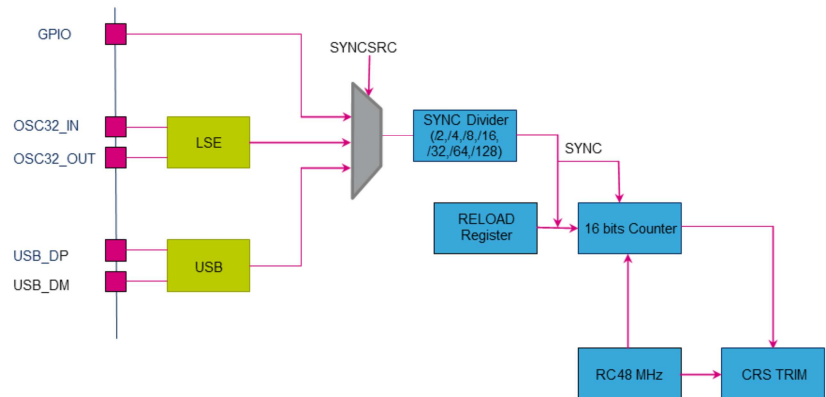 GPIO
SYNCSRC
OSC32_IN
OSC32_OUT
LSE
SYNC Divider
(/2,/4,/8,/16,
/32,/64,/128)
SYNC
RELOAD
Register
16 bits Counter
USB_DP
USB_DM
USB
RC48 MHz
CRS TRIM